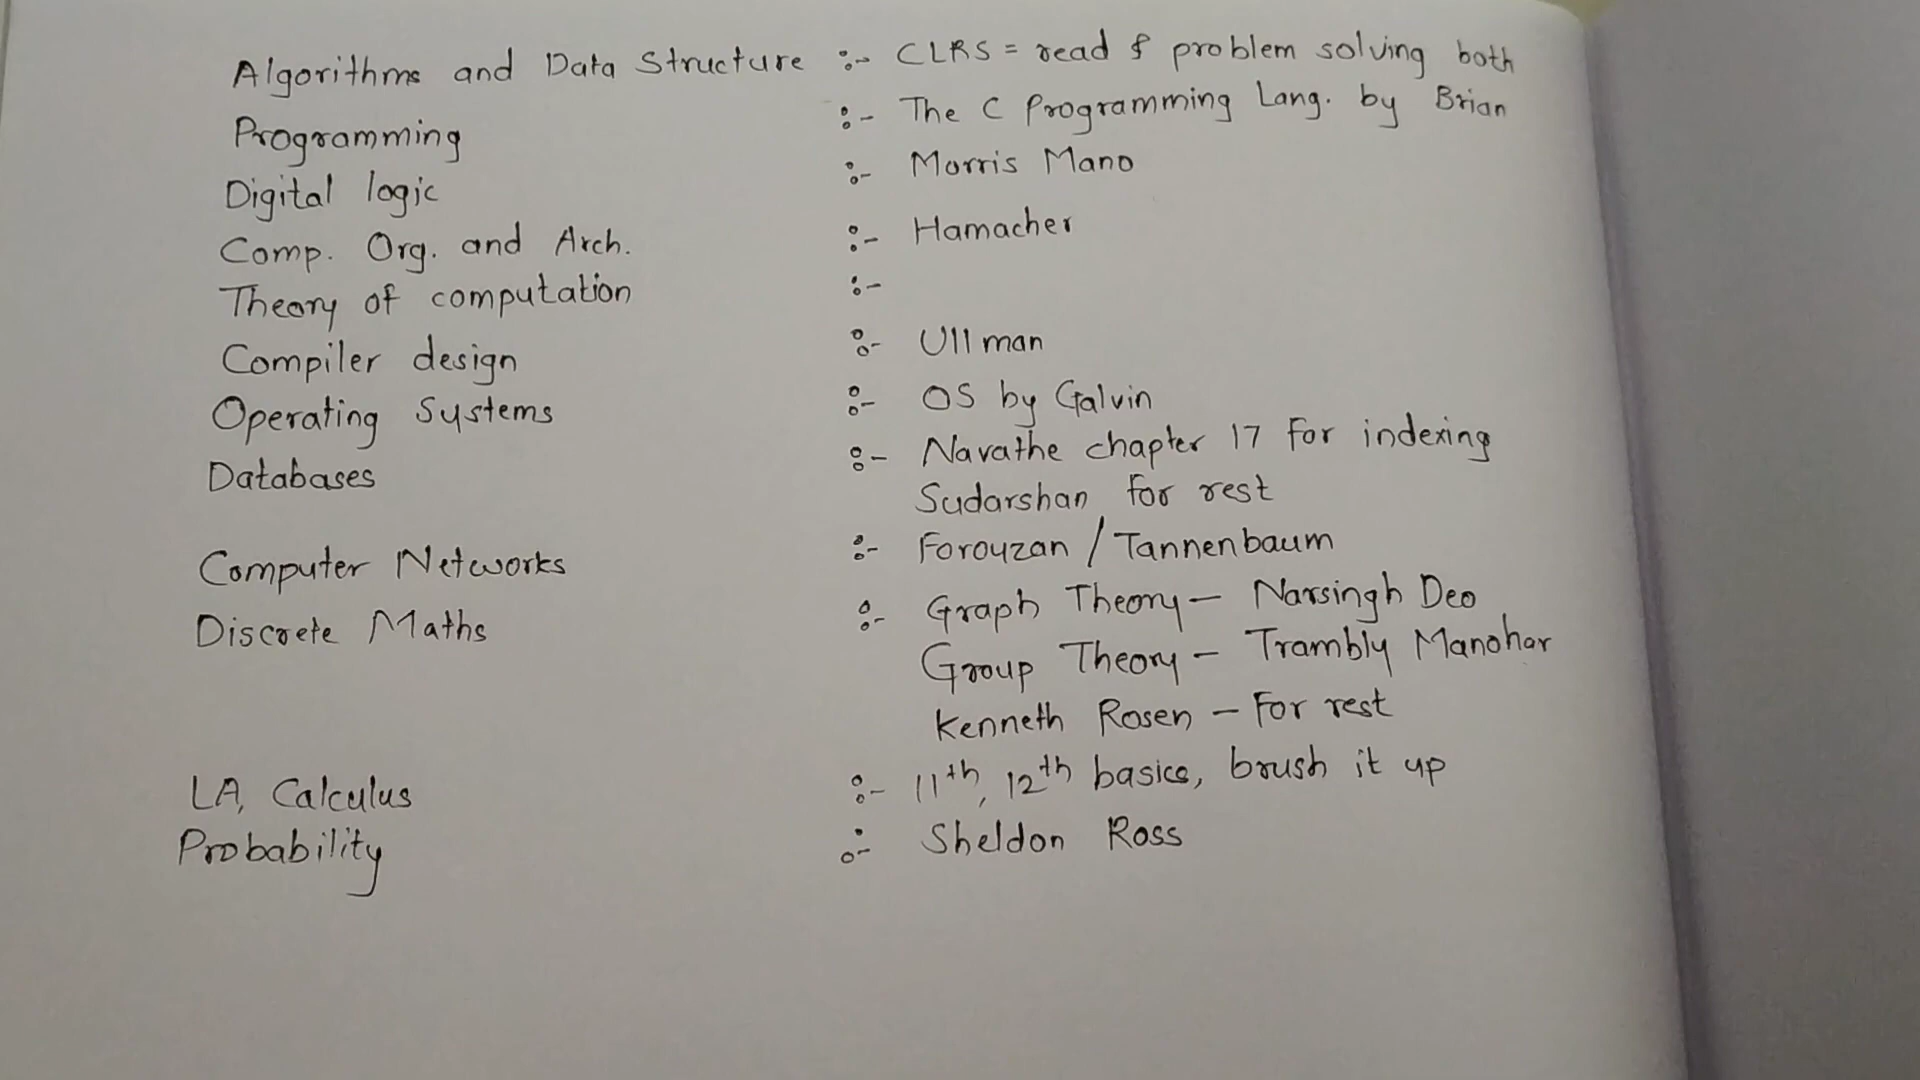 Algorithms and Data Structure :- CLRS = read & problem solving both
Programming :- The C Programming Lang. by Brian
Digital logic :- Morris Mano
Comp. Org. and Arch. :- Hamacher
Theory of computation :-
Compiler design :- Ullman
Operating Systems :- OS by Galvin
Databases :- Navathe chapter 17 for indexing
Sudarshan for rest
Computer Networks :- Forouzan / Tannenbaum
Discrete Maths :- Graph Theory - Narsingh Deo
Group Theory - Trambly Manohar
Kenneth Rosen - For rest
LA, Calculus :- 11th, 12th basics, brush it up
Probability :- Sheldon Ross